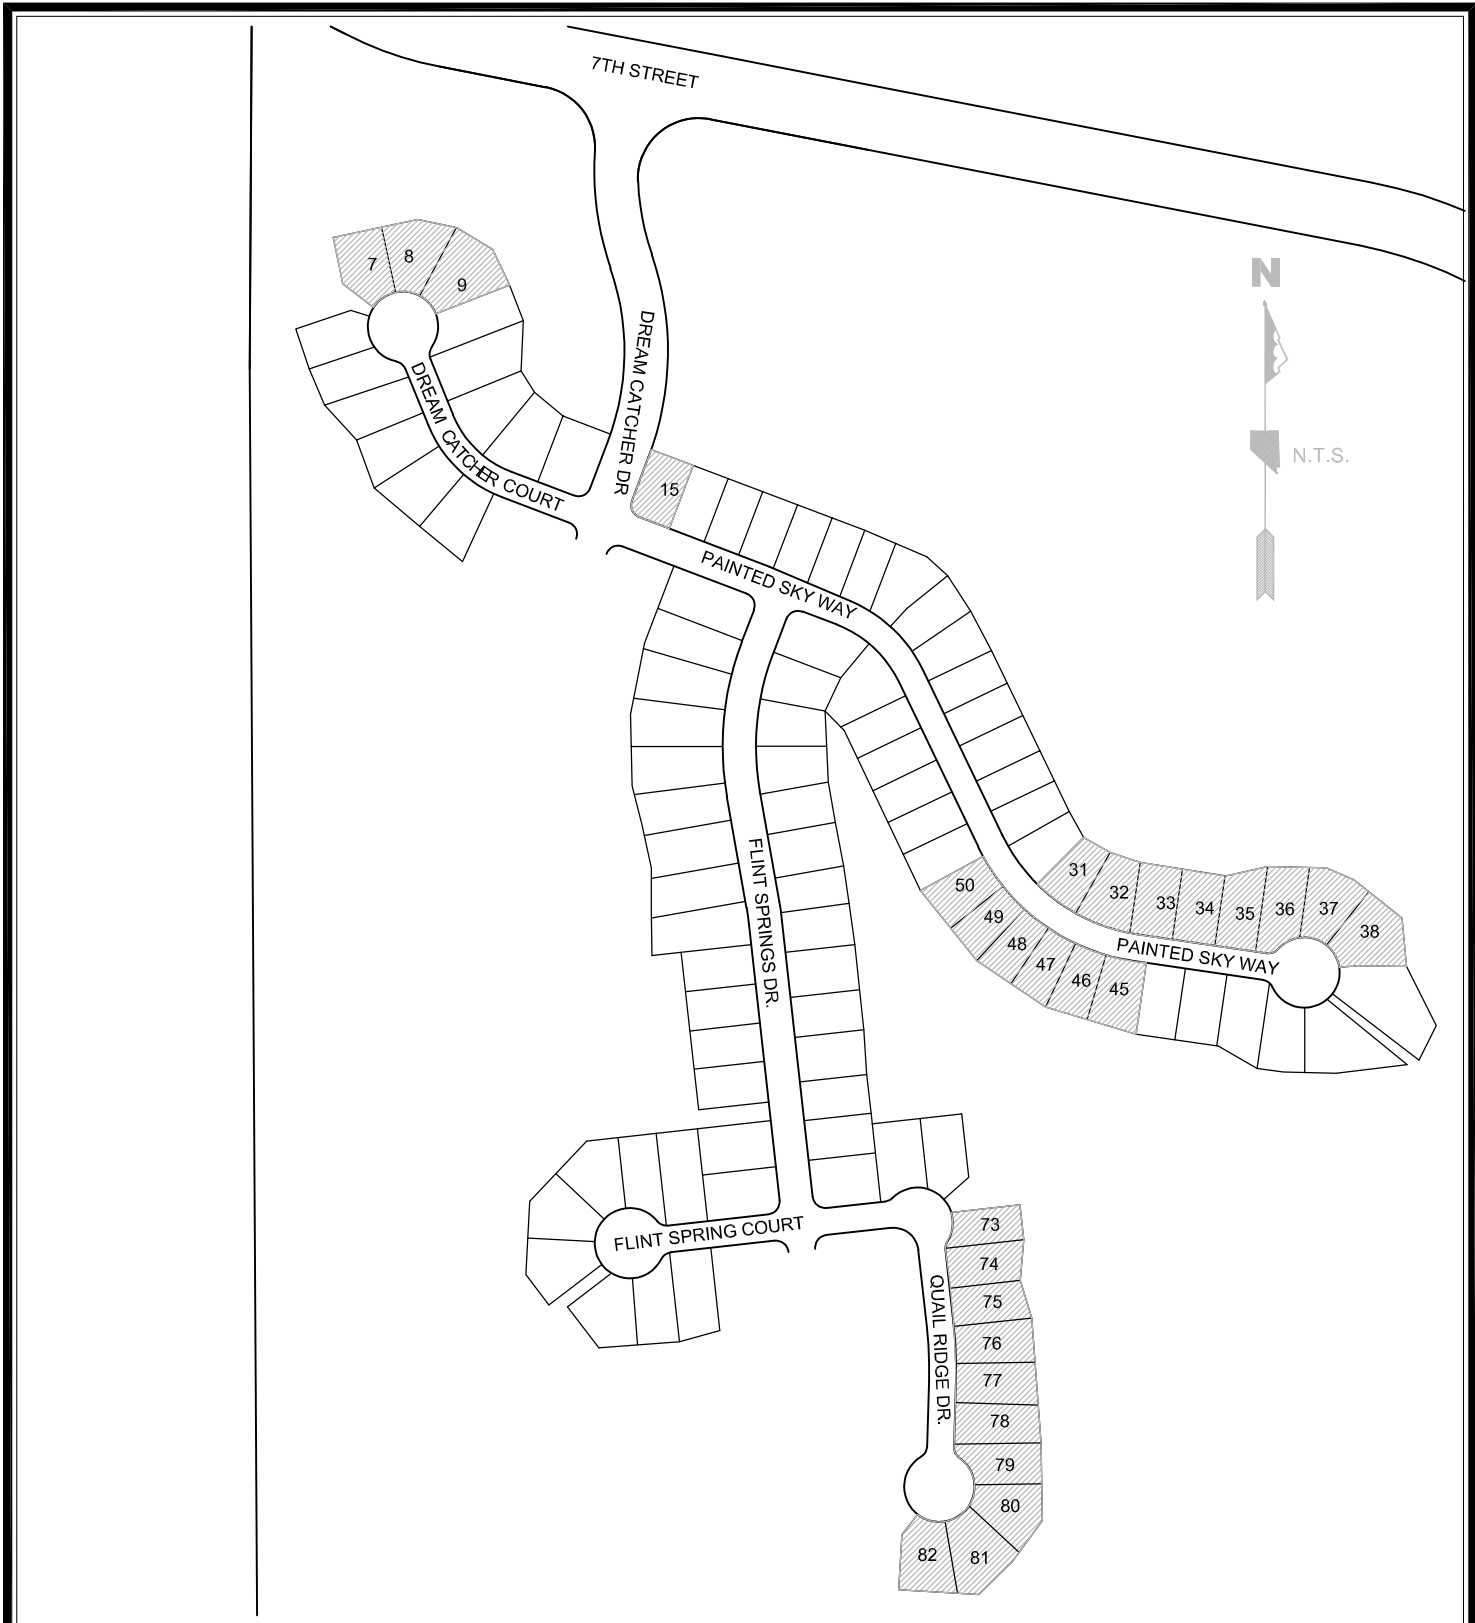 7TH STREET
7
8
9
N
DREAM CATCHER DR
DREAM CATCHER COURT
N.T.S.
15
PAINTED SKY WAY
FLINT SPRINGS DR.
31
32
33
34
35
36
37
38
50
49
48
47
46
45
PAINTED SKY WAY
FLINT SPRING COURT
QUAIL RIDGE DR.
73
74
75
76
77
78
79
80
81
82